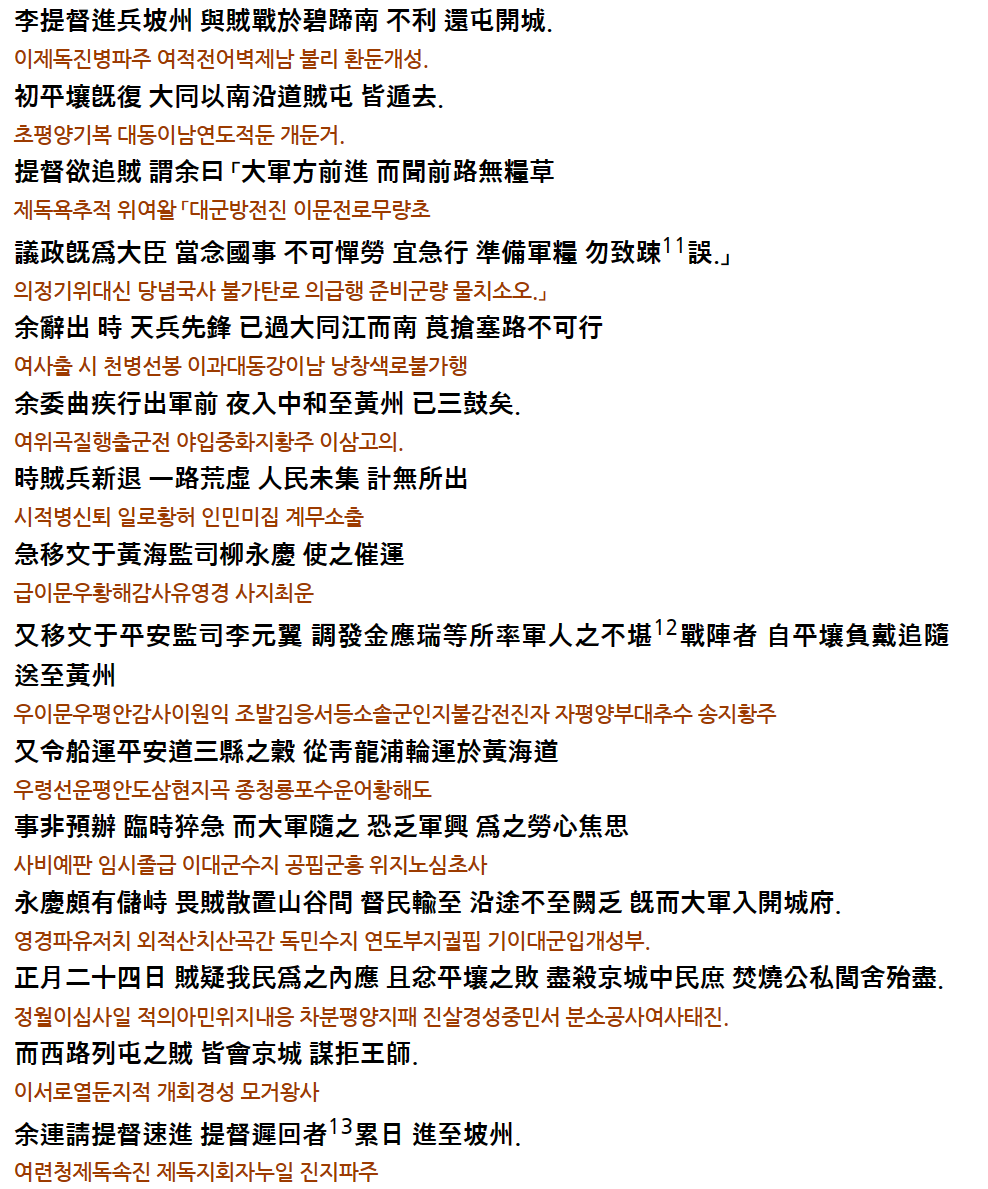 李提督進兵坡州 與賊戰於碧蹄南 不利 還屯開城.
이제독진병파주 여적전어벽제남 불리 환둔개성.
初平壤旣復 大同以南沿道賊屯 皆遁去.
초평양기복 대동이남연도적둔 개둔거.
提督欲追賊 謂余曰「大軍方前進 而聞前路無糧草
제독욕추적 위여왈「대군방전진 이문전로무량초
議政旣爲大臣 當念國事 不可憚勞 宜急行 準備軍糧 勿致踈11誤.」
의정기위대신 당념국사 불가탄로 의급행 준비군량 물치소오.」
余辭出 時 天兵先鋒 已過大同江而南 莨搶塞路不可行
여사출 시 천병선봉 이과대동강이남 낭창색로불가행
余委曲疾行出軍前 夜入中和至黃州 已三鼓矣.
여위곡질행출군전 야입중화지황주 이삼고의.
時賊兵新退 一路荒虛 人民未集 計無所出
시적병신퇴 일로황허 인민미집 계무소출
急移文于黃海監司柳永慶 使之催運
급이문우황해감사유영경 사지최운
又移文于平安監司李元翼 調發金應瑞等所率軍人之不堪12戰陣者 自平壤負戴追隨
送至黃州
우이문우평안감사이원익 조발김응서등소솔군인지불감전진자 자평양부대추수 송지황주
又令船運平安道三縣之穀 從靑龍浦輪運於黃海道
우령선운평안도삼현지곡 종청룡포수운어황해도
事非預辦 臨時猝急 而大軍隨之 恐乏軍興 爲之勞心焦思
사비예판 임시졸급 이대군수지 공핍군흥 위지노심초사
永慶頗有儲峙 畏賊散置山谷間 督民輸至 沿途不至闕乏 旣而大軍入開城府.
영경파유저치 외적산치산곡간 독민수지 연도부지궐핍 기이대군입개성부.
正月二十四日 賊疑我民爲之內應 且忿平壤之敗 盡殺京城中民庶 焚燒公私閭舍殆盡.
정월이십사일 적의아민위지내응 차분평양지패 진살경성중민서 분소공사여사태진.
而西路列屯之賊 皆會京城 謀拒王師.
이서로열둔지적 개회경성 모거왕사
余連請提督速進 提督遲回者13累日 進至坡州.
여련청제독속진 제독지회자누일 진지파주